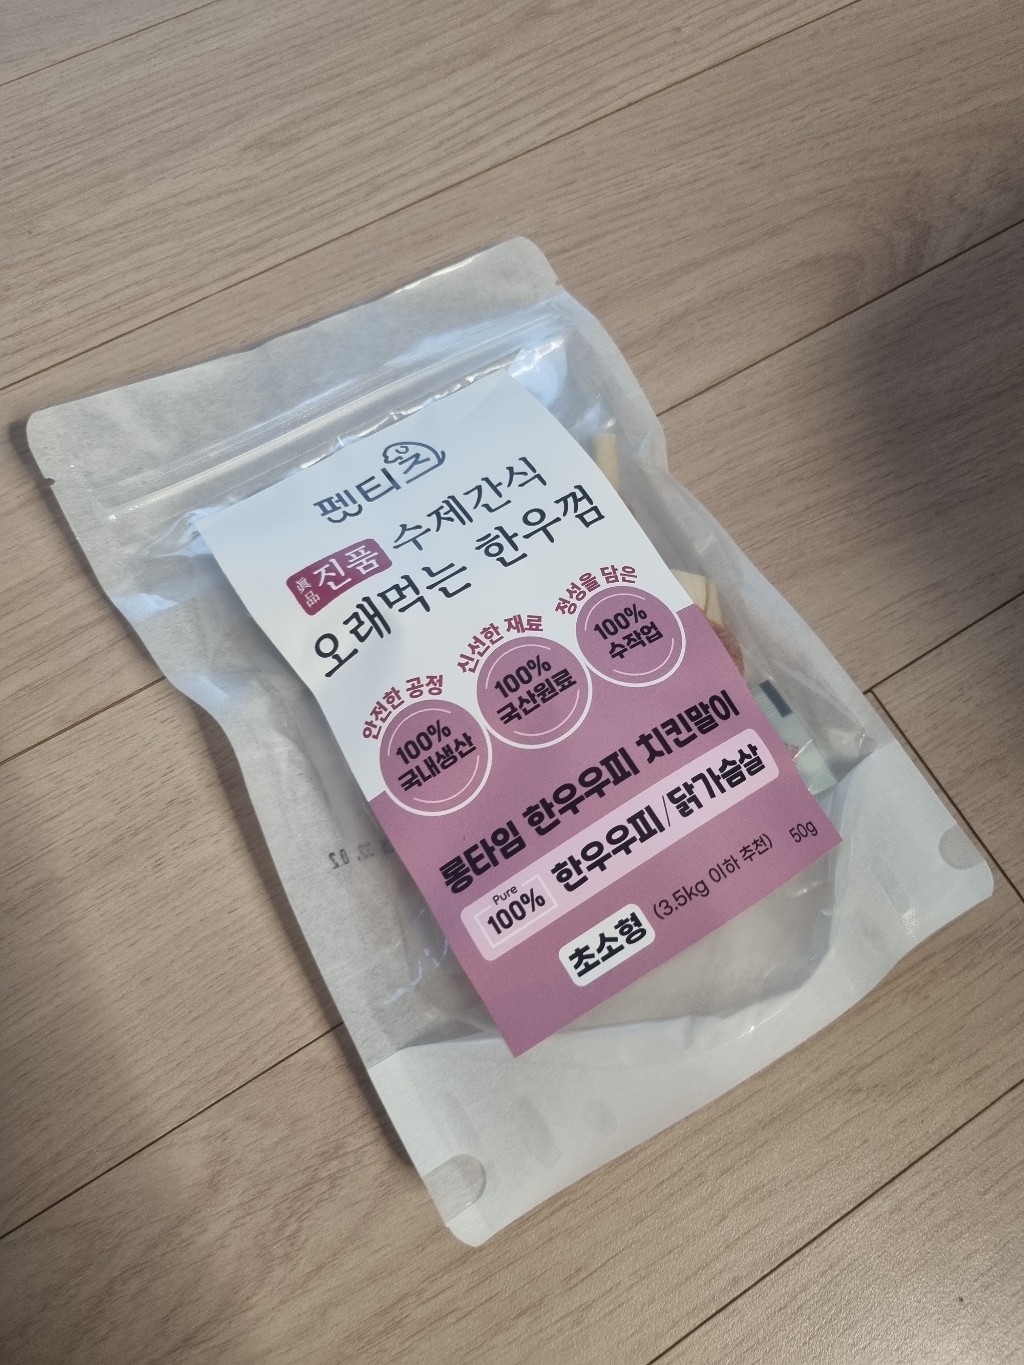 펫티즈
眞品 진품 수제간식
오래먹는 한우껌
안전한 공정
100%
국내생산
신선한 재료
100%
국산원료
정성을 담은
100%
수작업
롱타임 한우우피 치킨말이
Pure
100% 한우우피/닭가슴살
초소형 (3.5kg 이하 추천) 50g